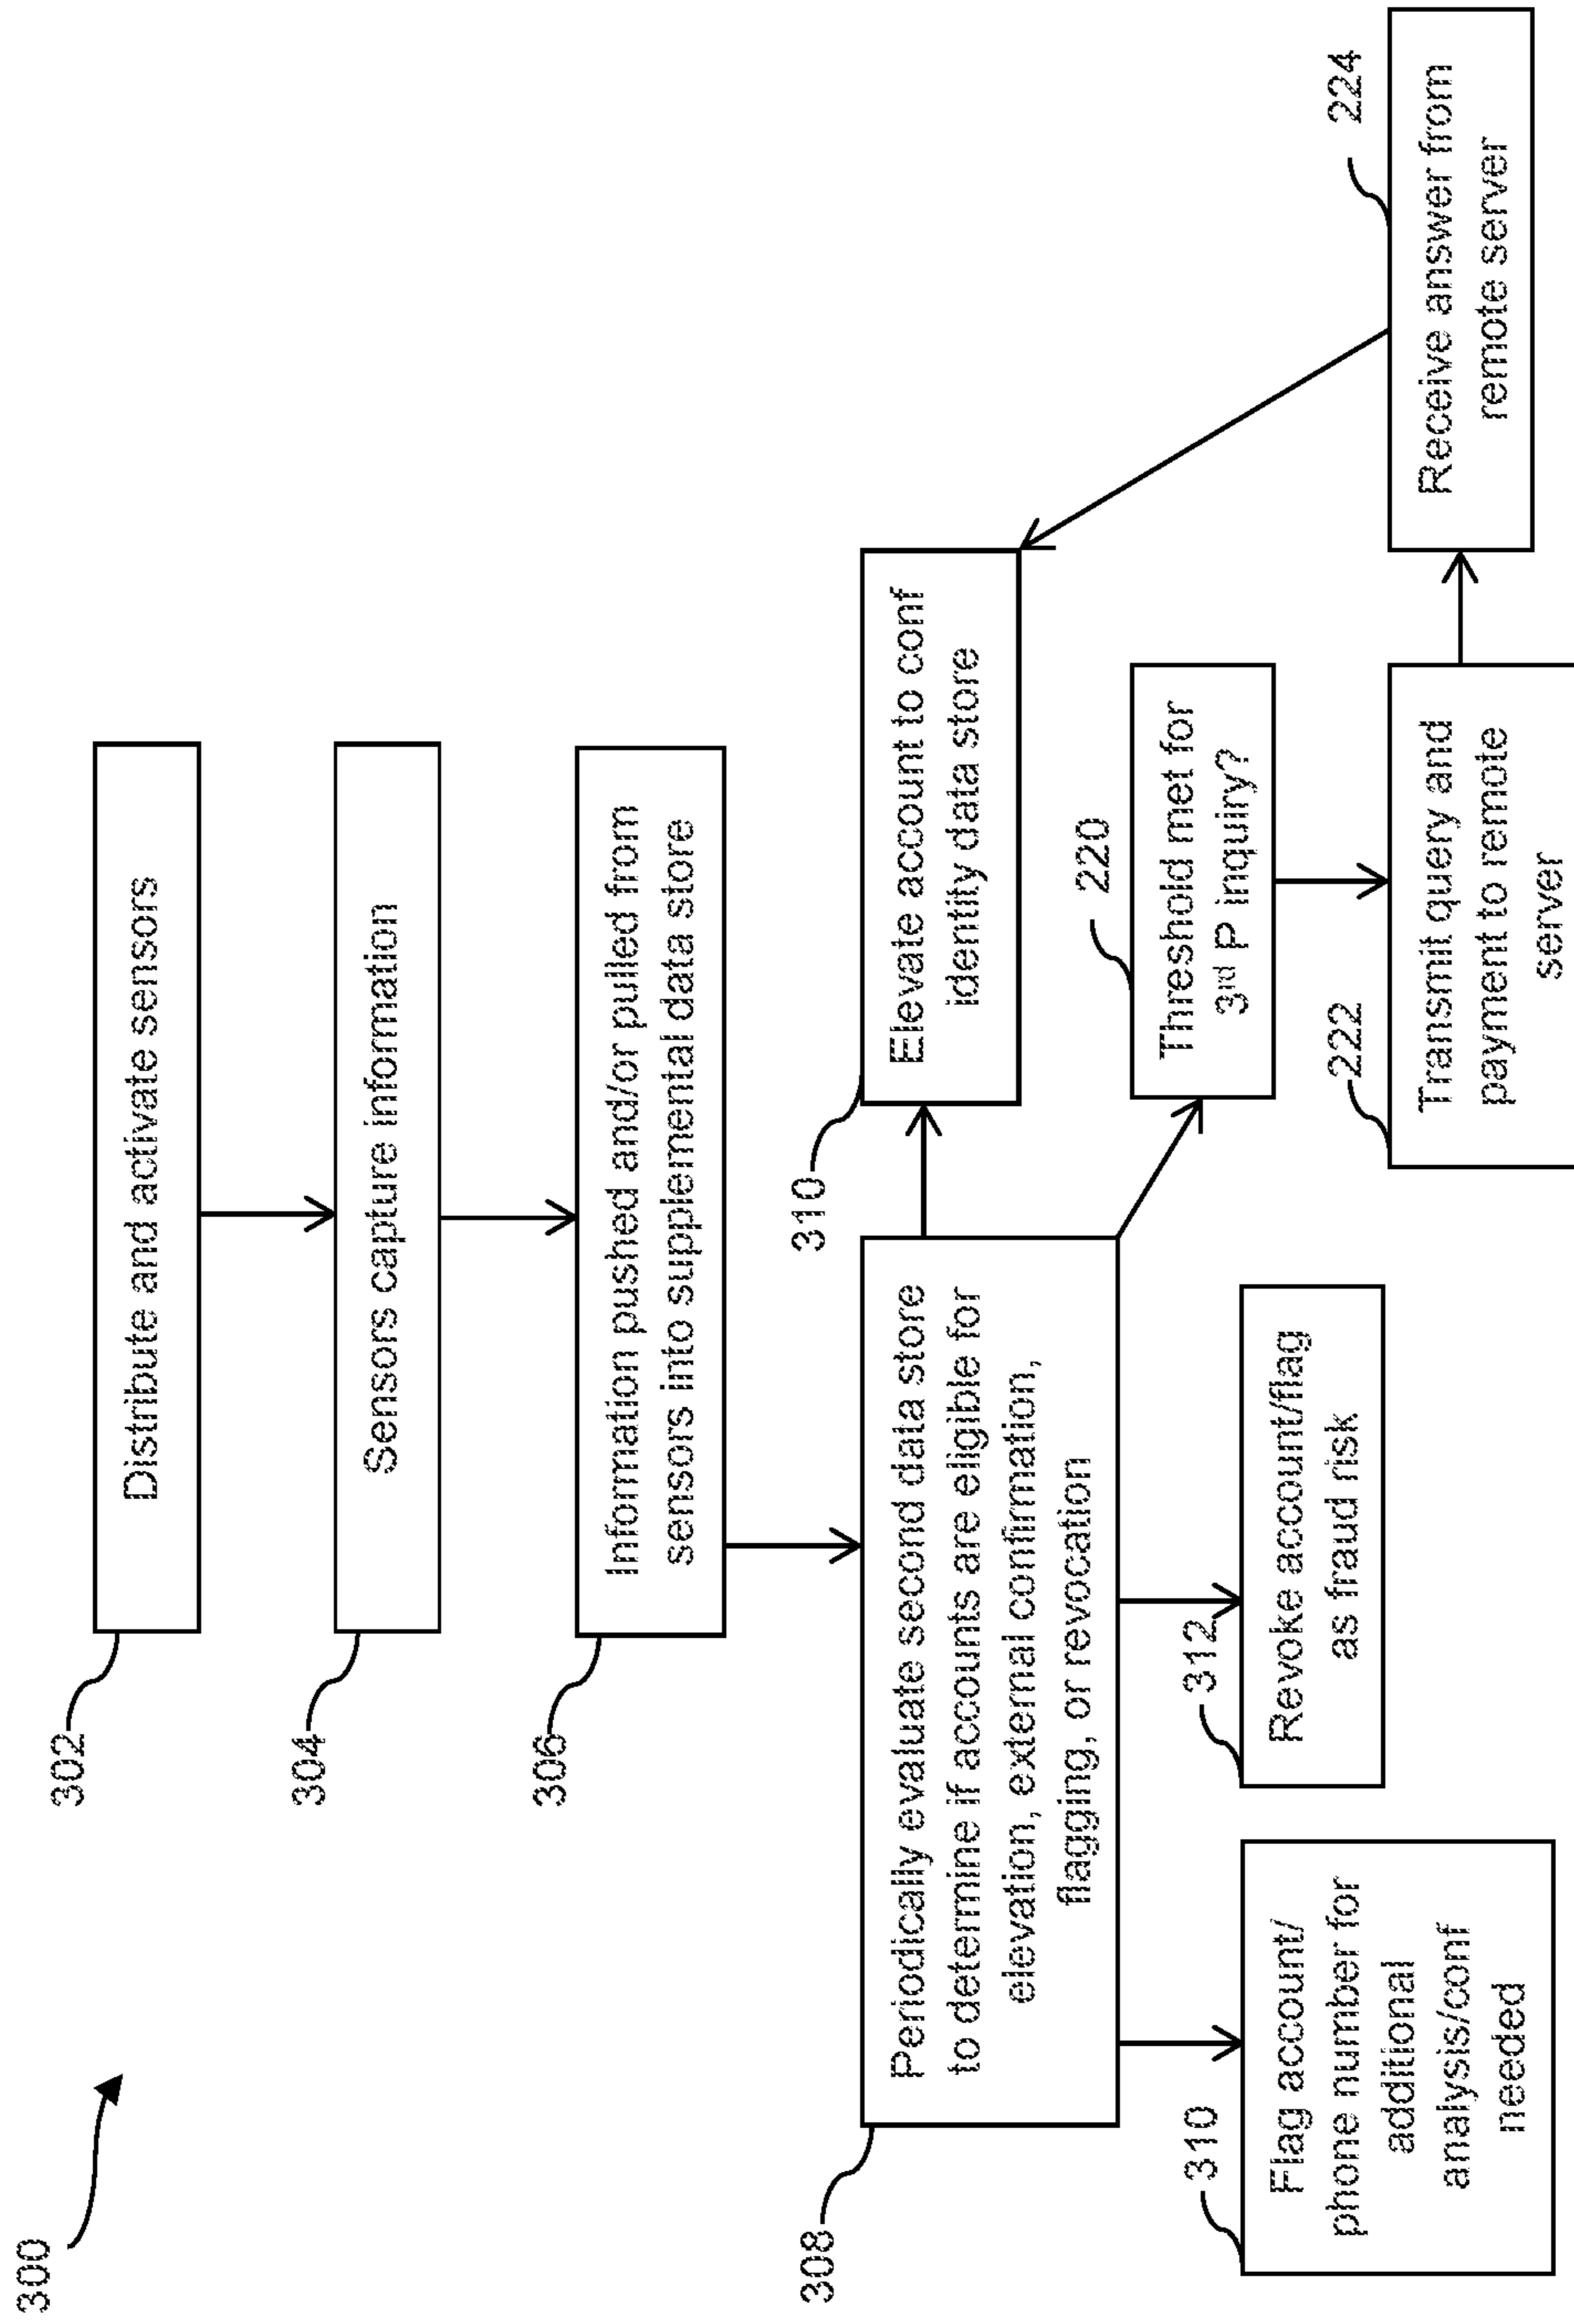 300
302
Distribute and activate sensors
304
Sensors capture information
306
Information pushed and/or pulled from
sensors into supplemental data store
308
Periodically evaluate second data store
to determine if accounts are eligible for
elevation, external confirmation,
flagging, or revocation
310
Elevate account to conf
identity data store
310
Flag account/
phone number for
additional
analysis/conf
needed
312
Revoke account/flag
as fraud risk
220
Threshold met for
3rd P inquiry?
222
Transmit query and
payment to remote
server
224
Receive answer from
remote server